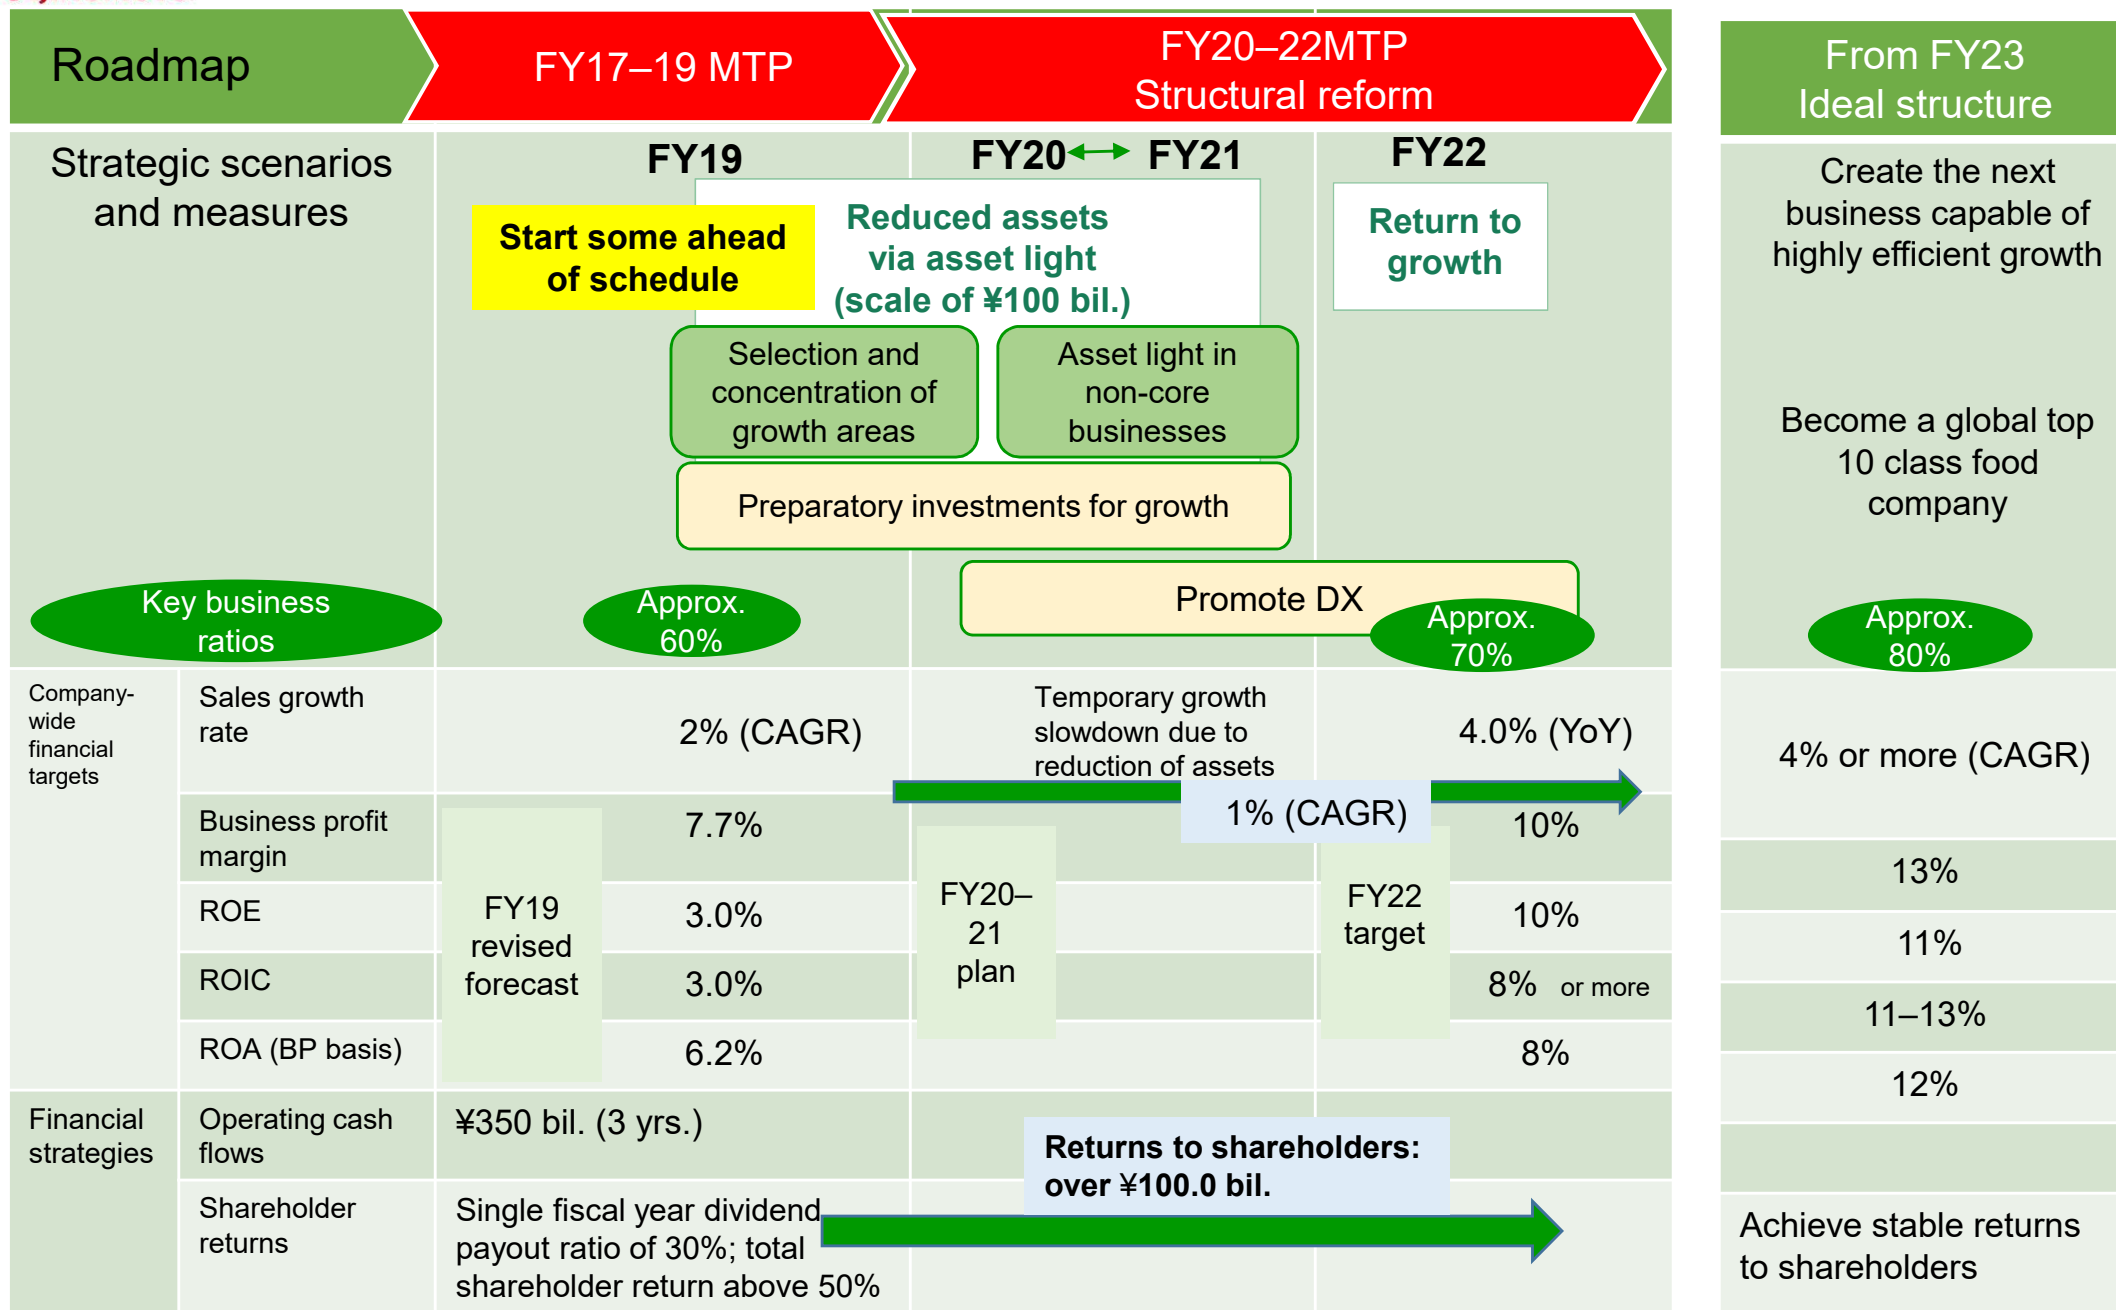 Roadmap
FY17–19 MTP
FY20–22MTP
Structural reform
From FY23
Ideal structure
Strategic scenarios
and measures
FY19
FY20
FY21
FY22
Start some ahead
of schedule
Reduced assets
via asset light
(scale of ¥100 bil.)
Return to
growth
Create the next
business capable of
highly efficient growth
Selection and
concentration of
growth areas
Asset light in
non-core
businesses
Become a global top
10 class food
company
Preparatory investments for growth
Promote DX
Key business
ratios
Approx.
60%
Approx.
70%
Approx.
80%
Company-
wide
financial
targets
Sales growth
rate
2% (CAGR)
Temporary growth
slowdown due to
reduction of assets
1% (CAGR)
4.0% (YoY)
4% or more (CAGR)
Business profit
margin
FY19
revised
forecast
7.7%
FY20–
21
plan
FY22
target
10%
13%
ROE
3.0%
10%
11%
ROIC
3.0%
8% or more
11–13%
ROA (BP basis)
6.2%
8%
12%
Financial
strategies
Operating cash
flows
¥350 bil. (3 yrs.)
Returns to shareholders:
over ¥100.0 bil.
Shareholder
returns
Single fiscal year dividend
payout ratio of 30%; total
shareholder return above 50%
Achieve stable returns
to shareholders